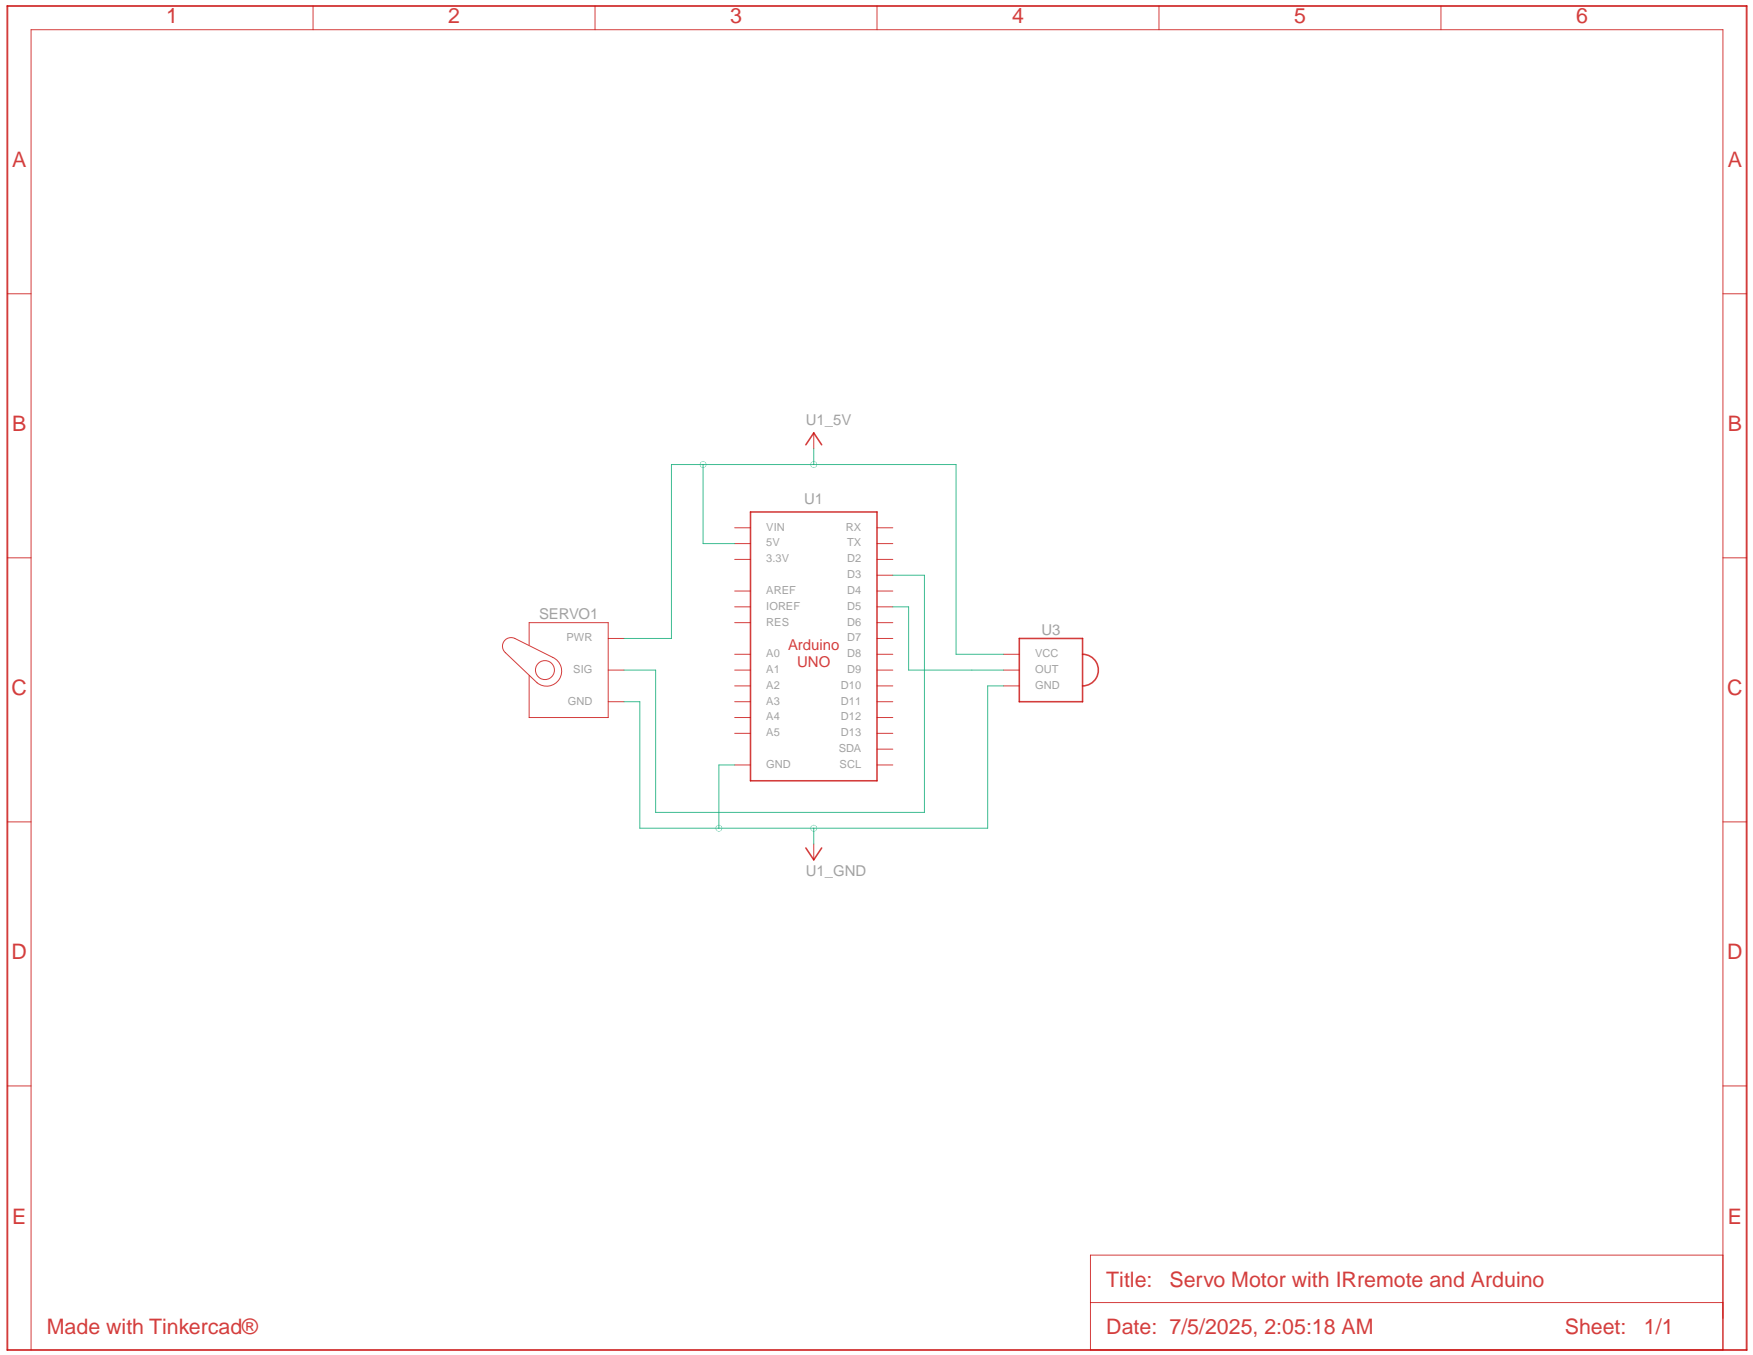 1 2 3 4 5 6
A A
B B
U1_5V
U1
VIN RX
5V TX
3.3V D2
D3
AREF D4
IOREF D5
RES D6
D7
A0 D8
A1 D9
A2 D10
A3 D11
A4 D12
A5 D13
SDA
GND SCL
Arduino
UNO
SERVO1
PWR
SIG
GND
U3
VCC
OUT
GND
C C
U1_GND
D D
E E
Title: Servo Motor with IRremote and Arduino
Made with Tinkercad®
Date: 7/5/2025, 2:05:18 AM Sheet: 1/1